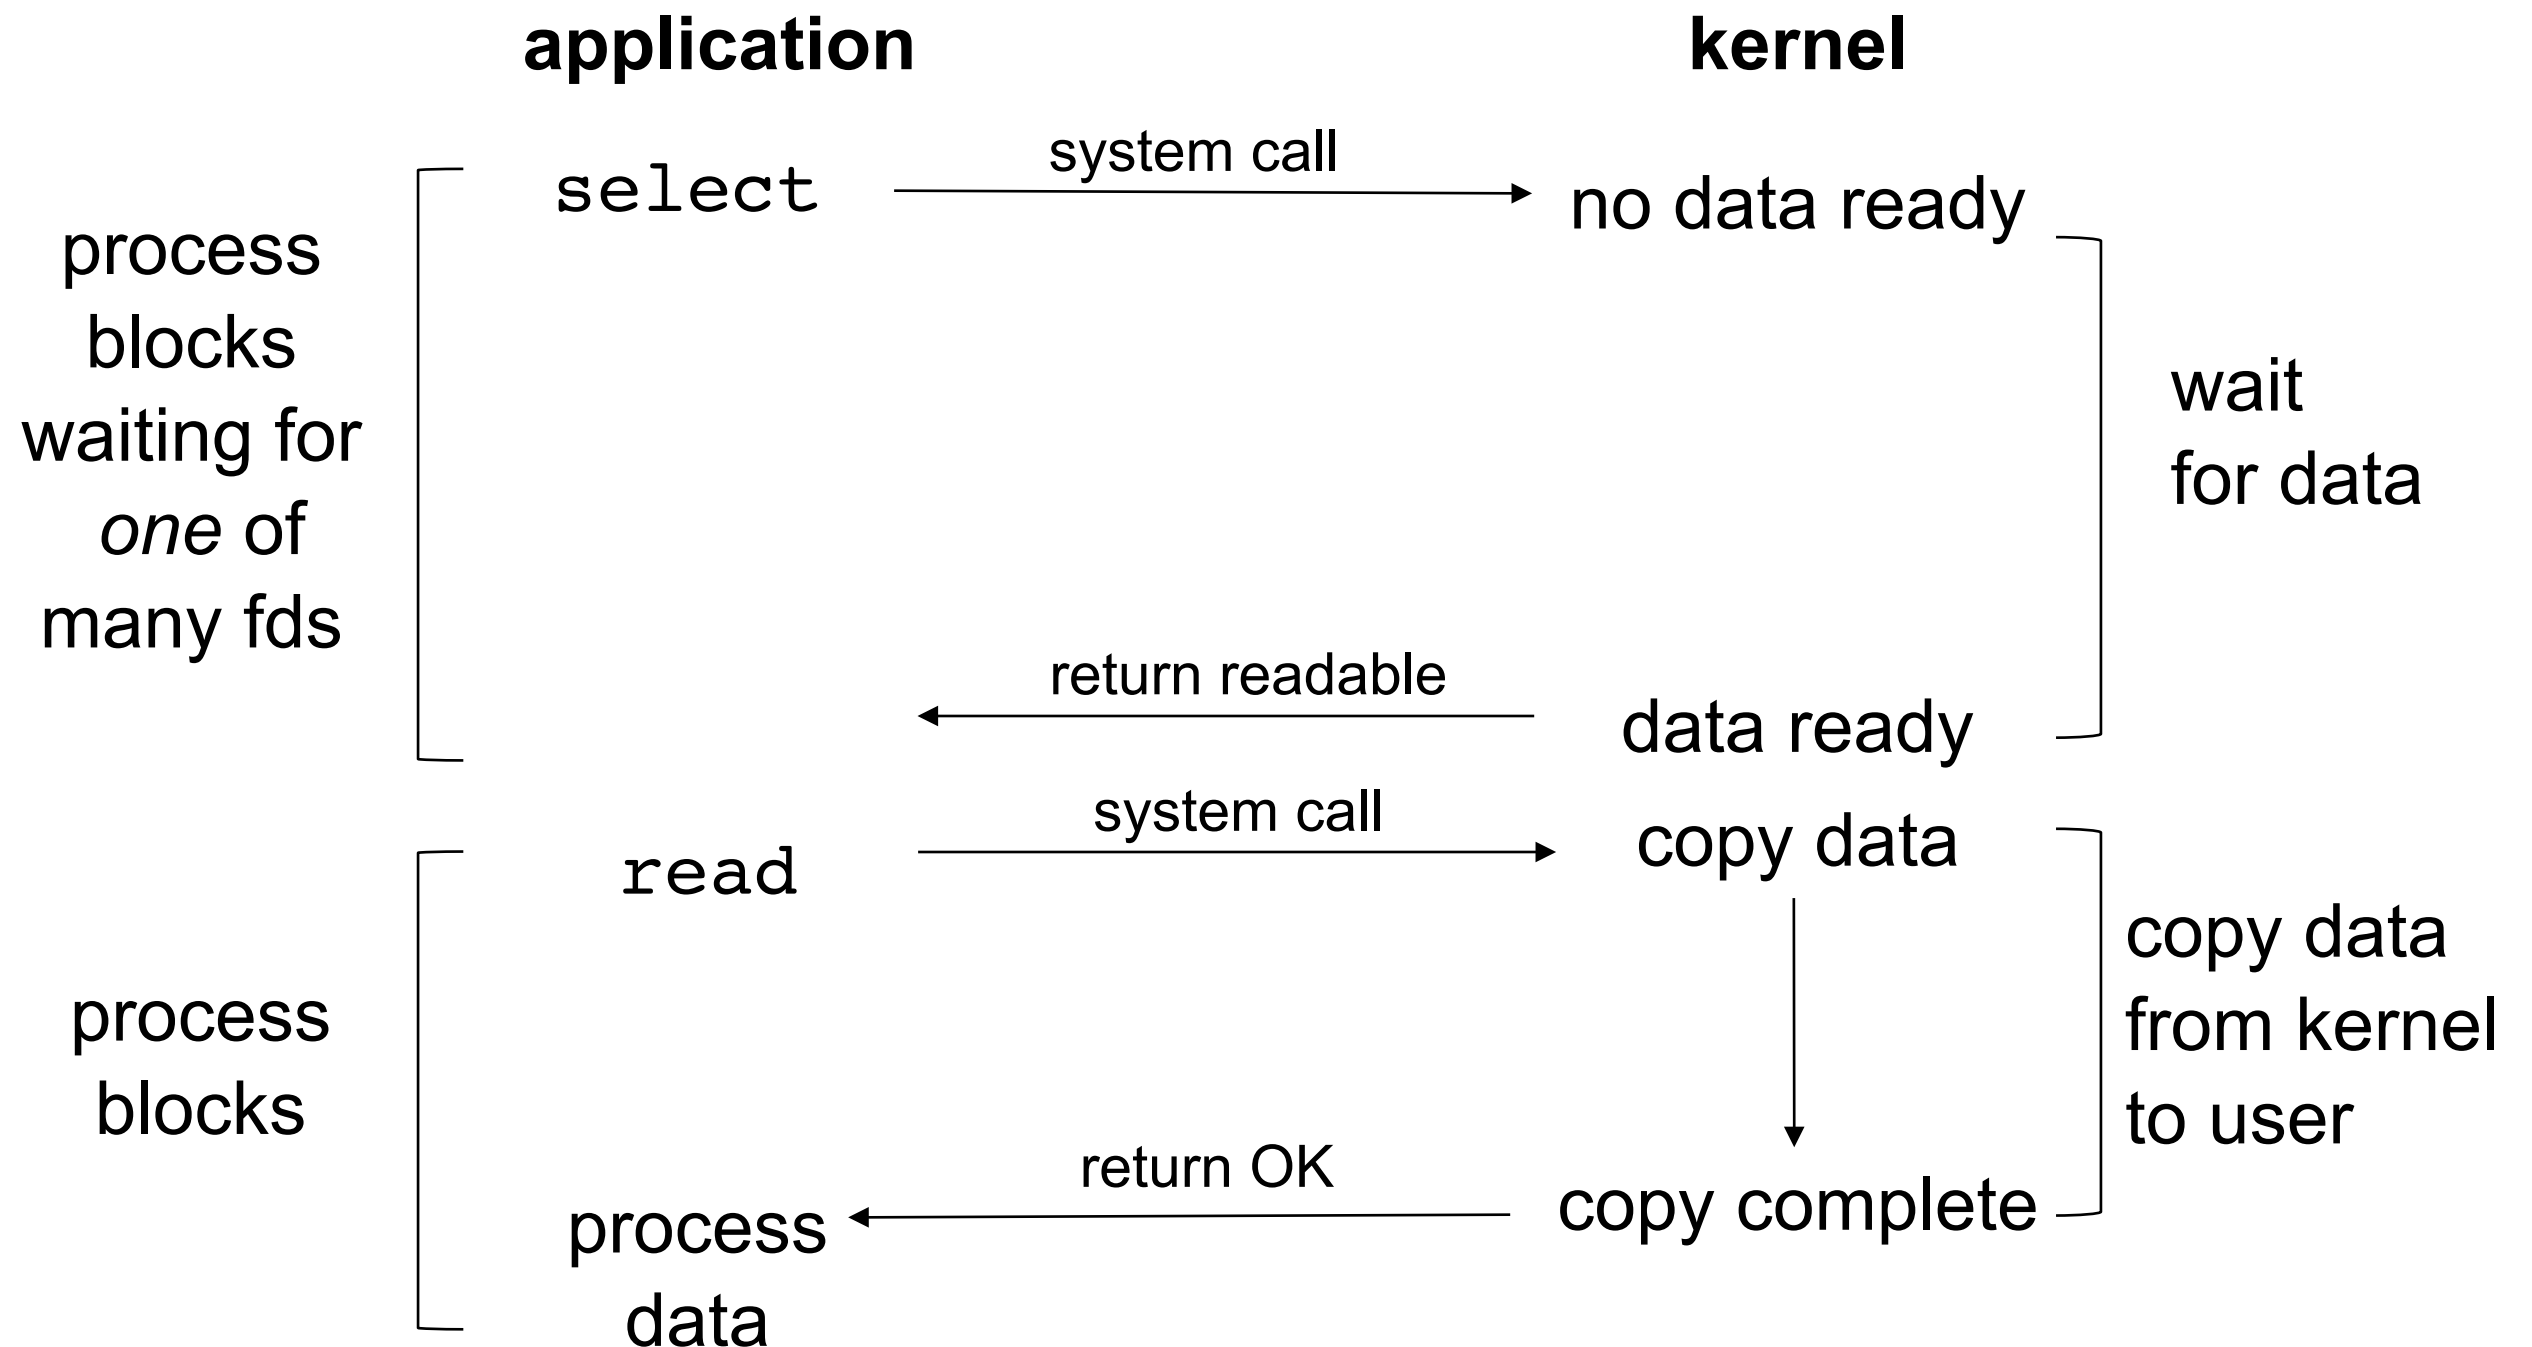 application
kernel
system call
select
no data ready
process
blocks
waiting for
one of
many fds
wait
for data
return readable
data ready
system call
copy data
read
copy data
from kernel
to user
process
blocks
return OK
copy complete
process
data